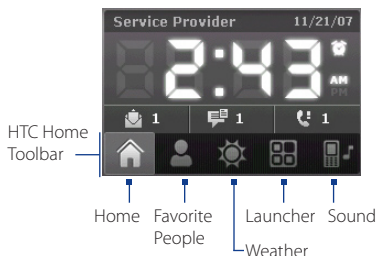 Service Provider 11/21/07
2:43 AM
PM
1 1 1
HTC Home
Toolbar
Home Favorite
People Launcher Sound
Weather